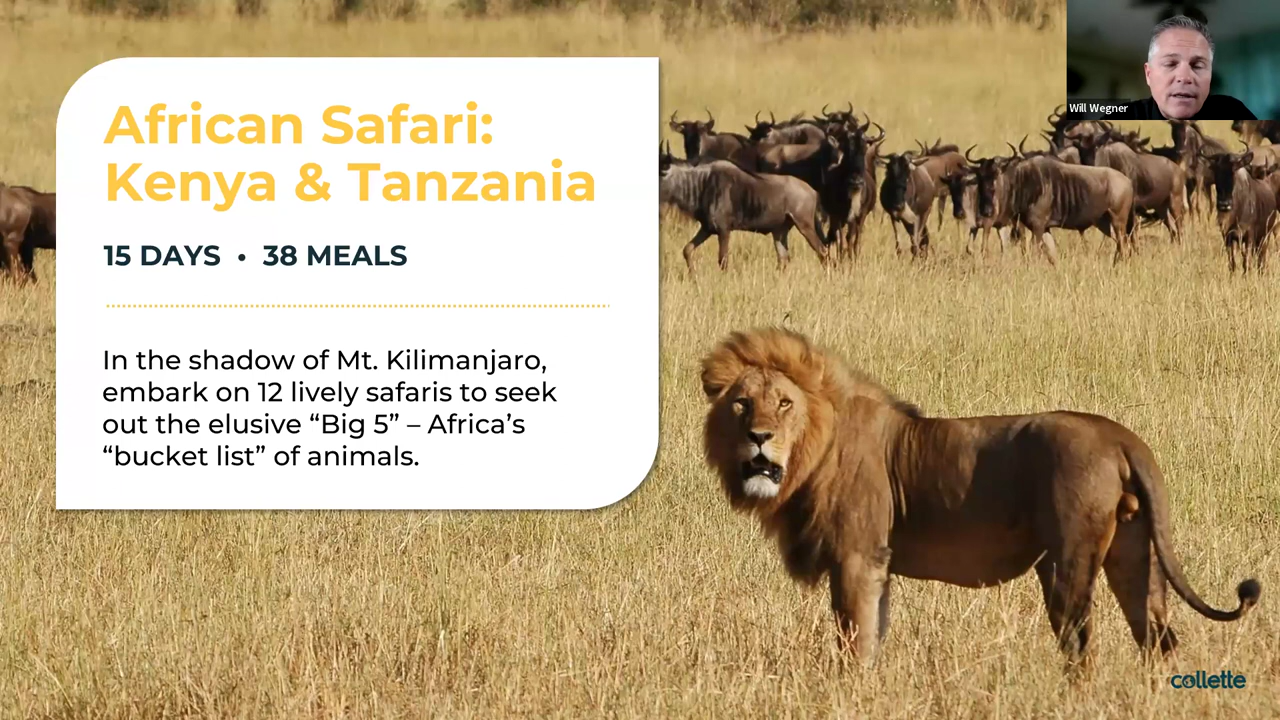 African Safari:
Kenya & Tanzania
15 DAYS • 38 MEALS
In the shadow of Mt. Kilimanjaro,
embark on 12 lively safaris to seek
out the elusive “Big 5” – Africa’s
“bucket list” of animals.
Will Wegner
collette